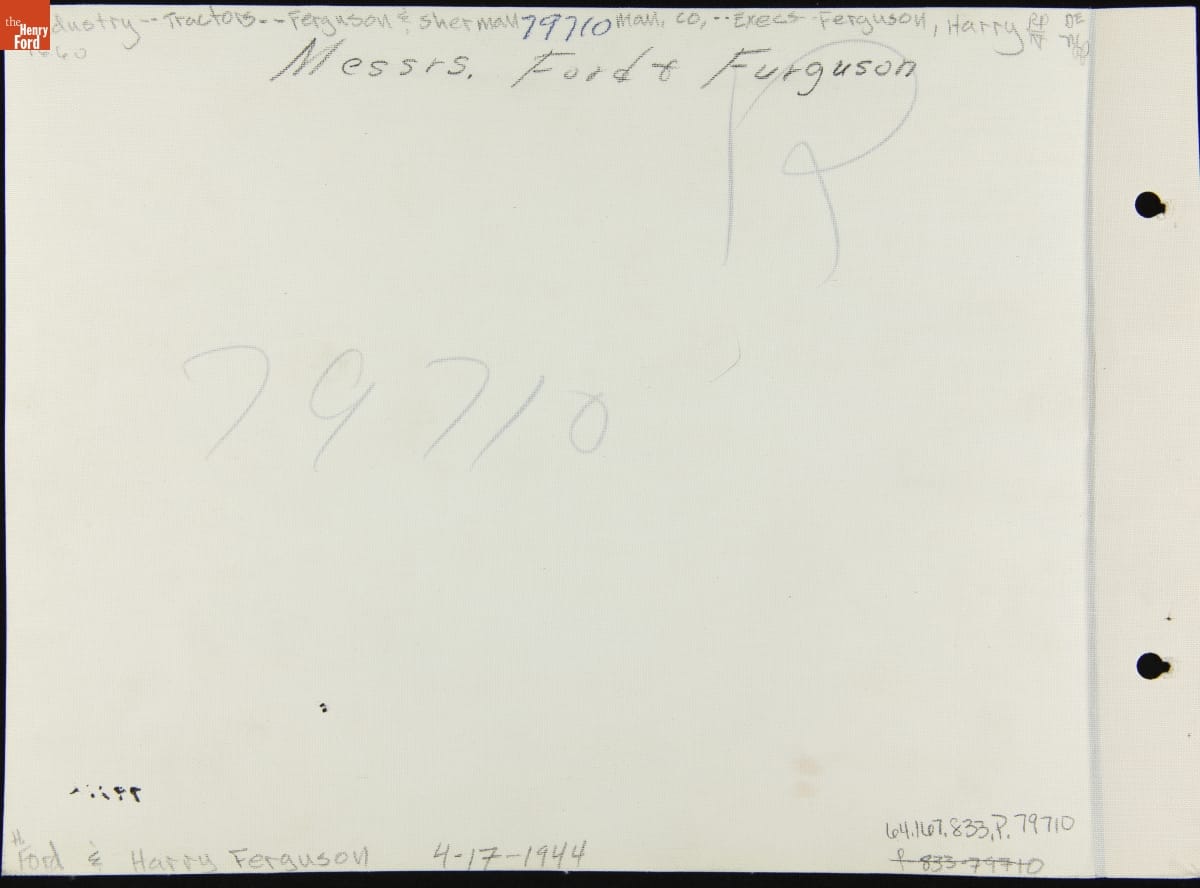 the Henry Ford
dustry -- Tractors -- Ferguson & Sherman 79710 Man. Co, -- Execs - Ferguson, Harry
Messrs. Ford + Furguson
R
79710
H. Ford & Harry Ferguson 4-17-1944
64.167.833.P.79710
P-833-79710